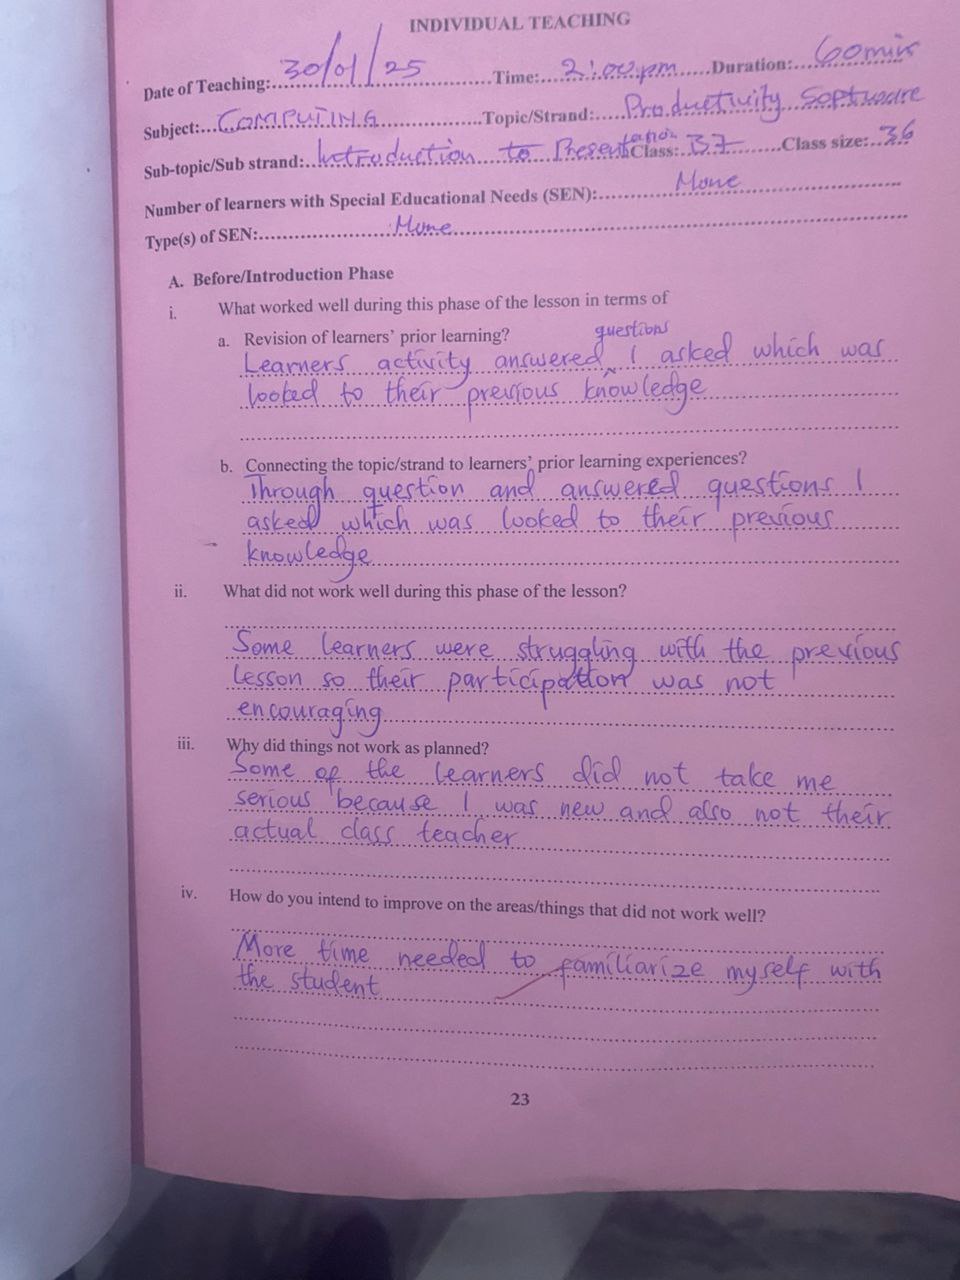 INDIVIDUAL TEACHING
Date of Teaching: 30/01/25 Time: 2:00pm Duration: 60mins
Subject: COMPUTING Topic/Strand: Productivity Software
Sub-topic/Sub strand: Introduction to Presentation Class: B7 Class size: 36
Number of learners with Special Educational Needs (SEN): None
Type(s) of SEN: None
A. Before/Introduction Phase
i. What worked well during this phase of the lesson in terms of
a. Revision of learners' prior learning?
Learners activity answered questions I asked which was
looked to their previous knowledge
b. Connecting the topic/strand to learners' prior learning experiences?
Through question and answered questions I
asked which was looked to their previous
knowledge
ii. What did not work well during this phase of the lesson?
Some learners were struggling with the previous
lesson so their participation was not
encouraging
iii. Why did things not work as planned?
Some of the learners did not take me
serious because I was new and also not their
actual class teacher
iv. How do you intend to improve on the areas/things that did not work well?
More time needed to familiarize myself with
the student
23